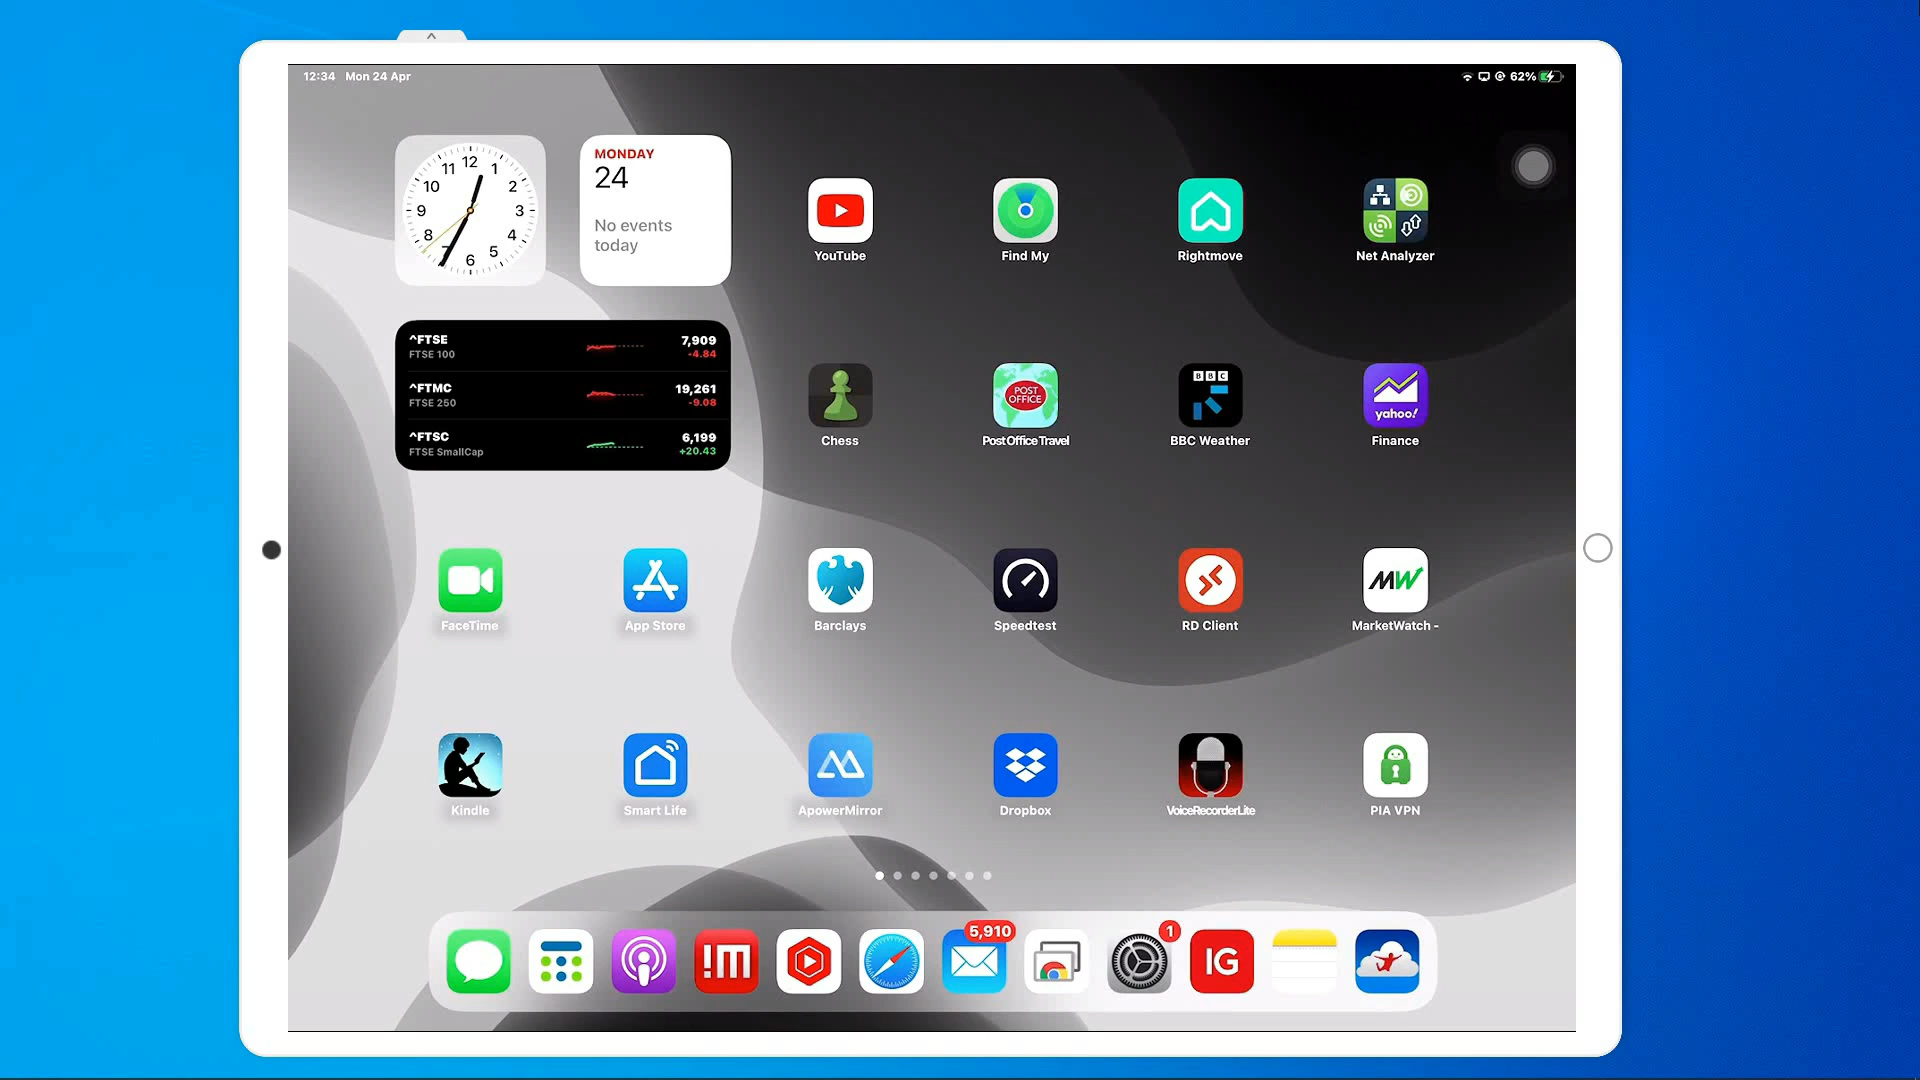 12:34 Mon 24 Apr
62%
12
11 1
10 2
9 3
8 4
7 5
6
MONDAY
24
No events
today
YouTube
Find My
Rightmove
Net Analyzer
^FTSE 7,909
FTSE 100 -4.84
^FTMC 19,261
FTSE 250 -9.08
^FTSC 6,199
FTSE SmallCap +20.43
POST
OFFICE
BBC
yahoo!
Chess
Post Office Travel
BBC Weather
Finance
MW
FaceTime
App Store
Barclays
Speedtest
RD Client
MarketWatch -
Kindle
Smart Life
ApowerMirror
Dropbox
VoiceRecorderLite
PIA VPN
5,910
1
!M
IG